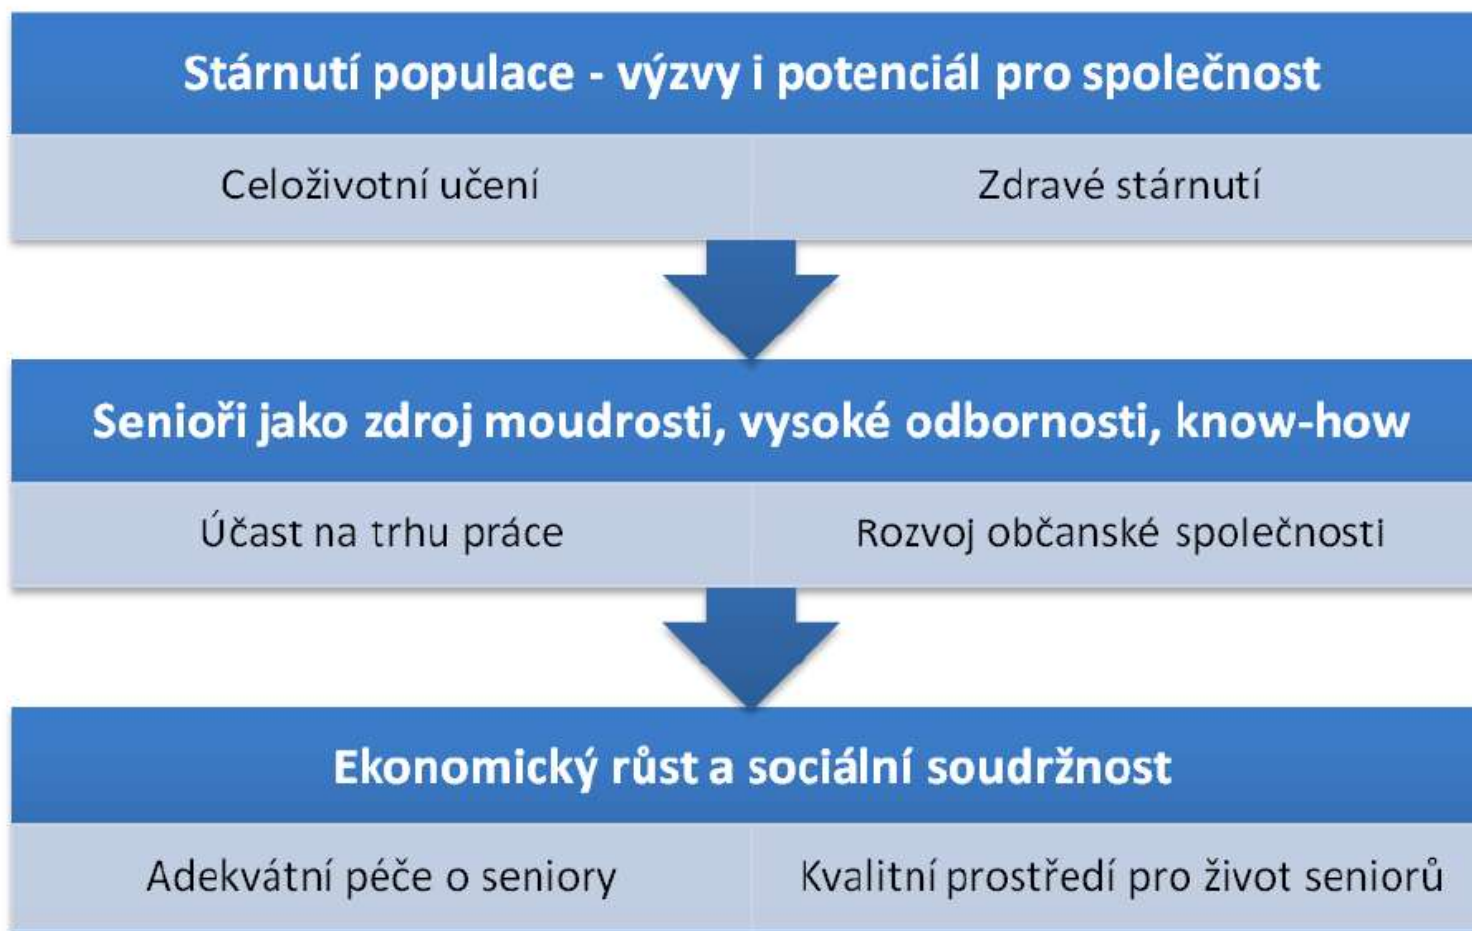 Stárnutí populace - výzvy i potenciál pro společnost
Celoživotní učení
Zdravé stárnutí
Senioři jako zdroj moudrosti, vysoké odbornosti, know-how
Účast na trhu práce
Rozvoj občanské společnosti
Ekonomický růst a sociální soudržnost
Adekvátní péče o seniory
Kvalitní prostředí pro život seniorů